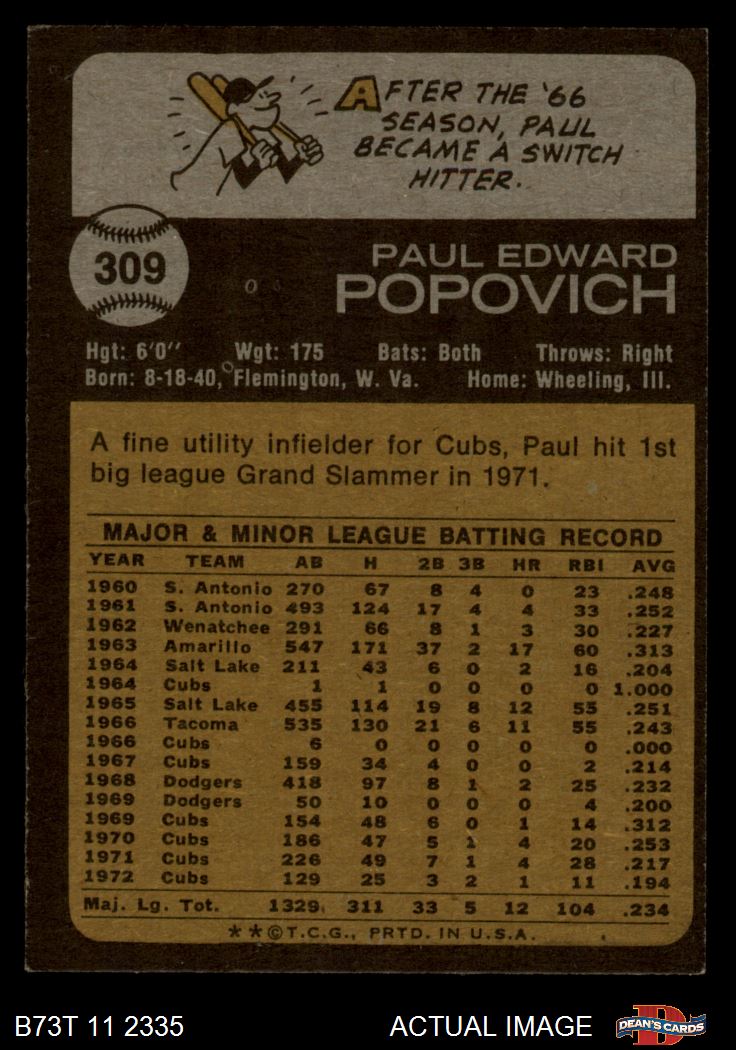 AFTER THE '66
SEASON, PAUL
BECAME A SWITCH
HITTER.
309
PAUL EDWARD
POPOVICH
Hgt: 6'0" Wgt: 175 Bats: Both Throws: Right
Born: 8-18-40, Flemington, W. Va. Home: Wheeling, Ill.
A fine utility infielder for Cubs, Paul hit 1st
big league Grand Slammer in 1971.
MAJOR & MINOR LEAGUE BATTING RECORD
YEAR TEAM AB H 2B 3B HR RBI AVG
1960 S. Antonio 270 67 8 4 0 23 .248
1961 S. Antonio 493 124 17 4 4 33 .252
1962 Wenatchee 291 66 8 1 3 30 .227
1963 Amarillo 547 171 37 2 17 60 .313
1964 Salt Lake 211 43 6 0 2 16 .204
1964 Cubs 1 1 0 0 0 0 1.000
1965 Salt Lake 455 114 19 8 12 55 .251
1966 Tacoma 535 130 21 6 11 55 .243
1966 Cubs 6 0 0 0 0 0 .000
1967 Cubs 159 34 4 0 0 2 .214
1968 Dodgers 418 97 8 1 2 25 .232
1969 Dodgers 50 10 0 0 0 4 .200
1969 Cubs 154 48 6 0 1 14 .312
1970 Cubs 186 47 5 1 4 20 .253
1971 Cubs 226 49 7 1 4 28 .217
1972 Cubs 129 25 3 2 1 11 .194
Maj. Lg. Tot. 1329 311 33 5 12 104 .234
**©T.C.G., PRTD. IN U.S.A.
B73T 11 2335 ACTUAL IMAGE DEAN'S CARDS